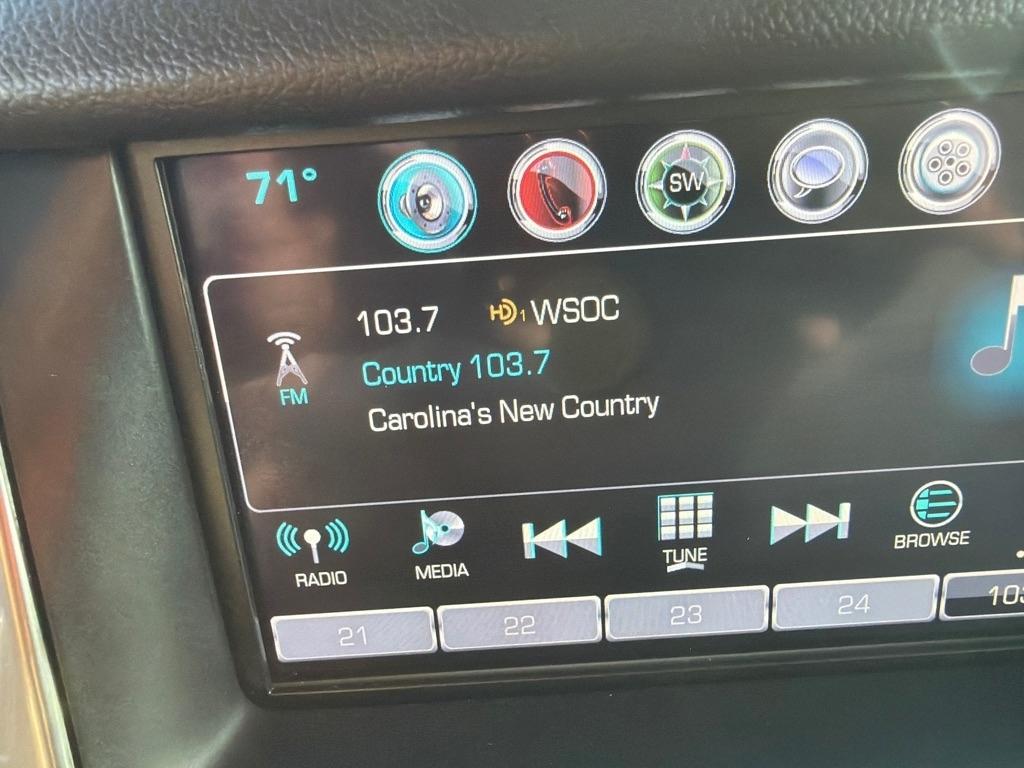 71°
SW
103.7 HD1 WSOC
Country 103.7
FM
Carolina's New Country
RADIO MEDIA TUNE BROWSE
21 22 23 24